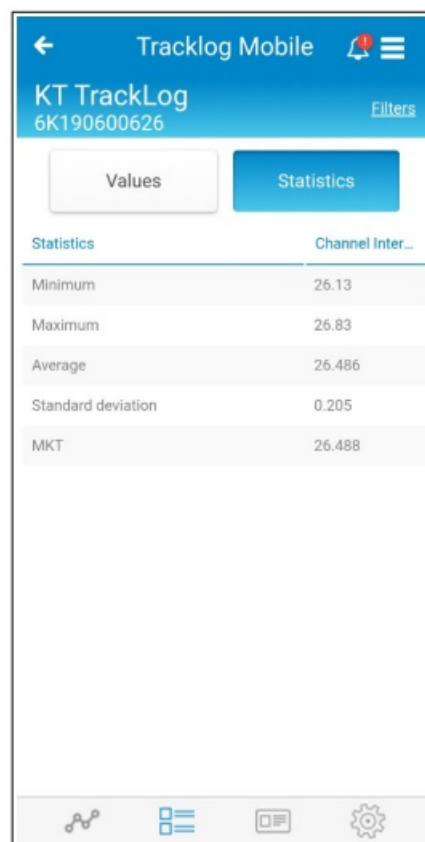 Tracklog Mobile
KT TrackLog
6K190600626
Filters
Values Statistics
Statistics Channel Inter...
Minimum 26.13
Maximum 26.83
Average 26.486
Standard deviation 0.205
MKT 26.488